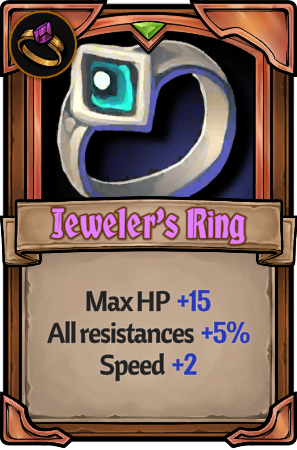 Jeweler's Ring
Max HP +15
All resistances +5%
Speed +2